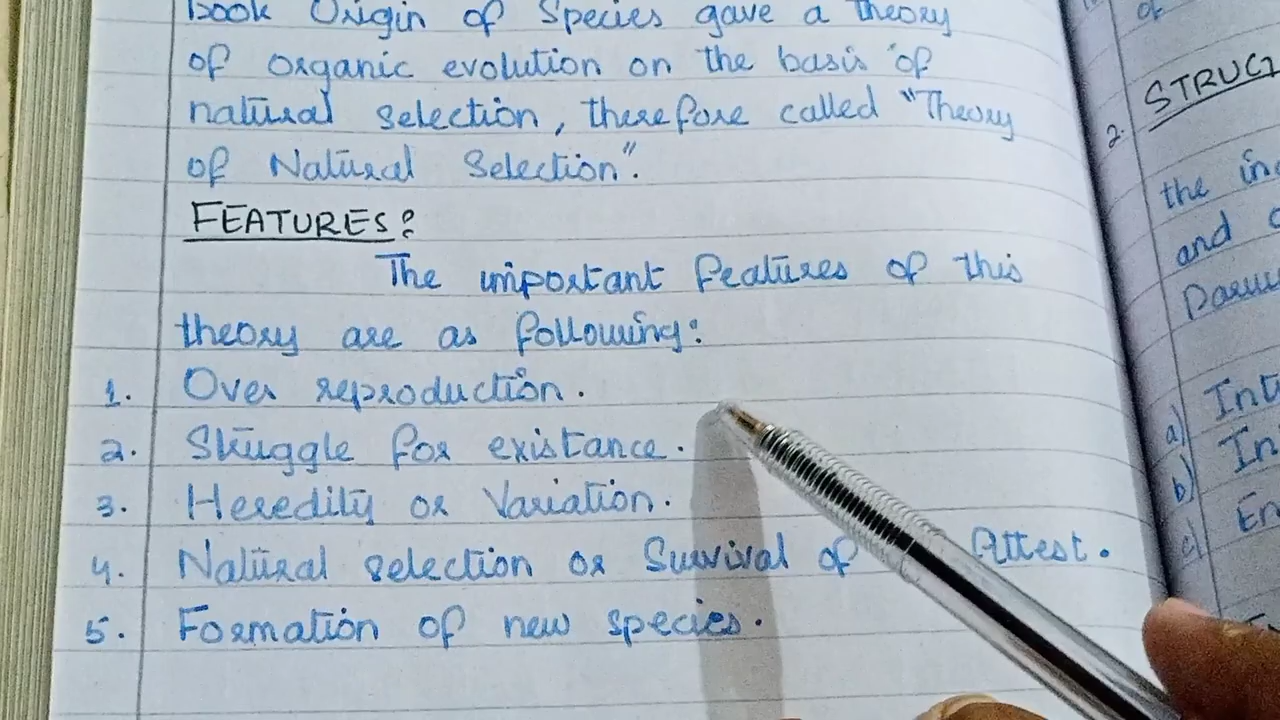 book Origin of Species gave a theory
of organic evolution on the basis of
natural selection, therefore called "Theory
of Natural Selection".
FEATURES:
The important features of this
theory are as following:
1. Over reproduction.
2. Struggle for existance.
3. Heredity or Variation.
4. Natural selection or Survival of fittest.
5. Formation of new species.
of
2. STRUCT
the in
and
a) Int
b) In
c) En